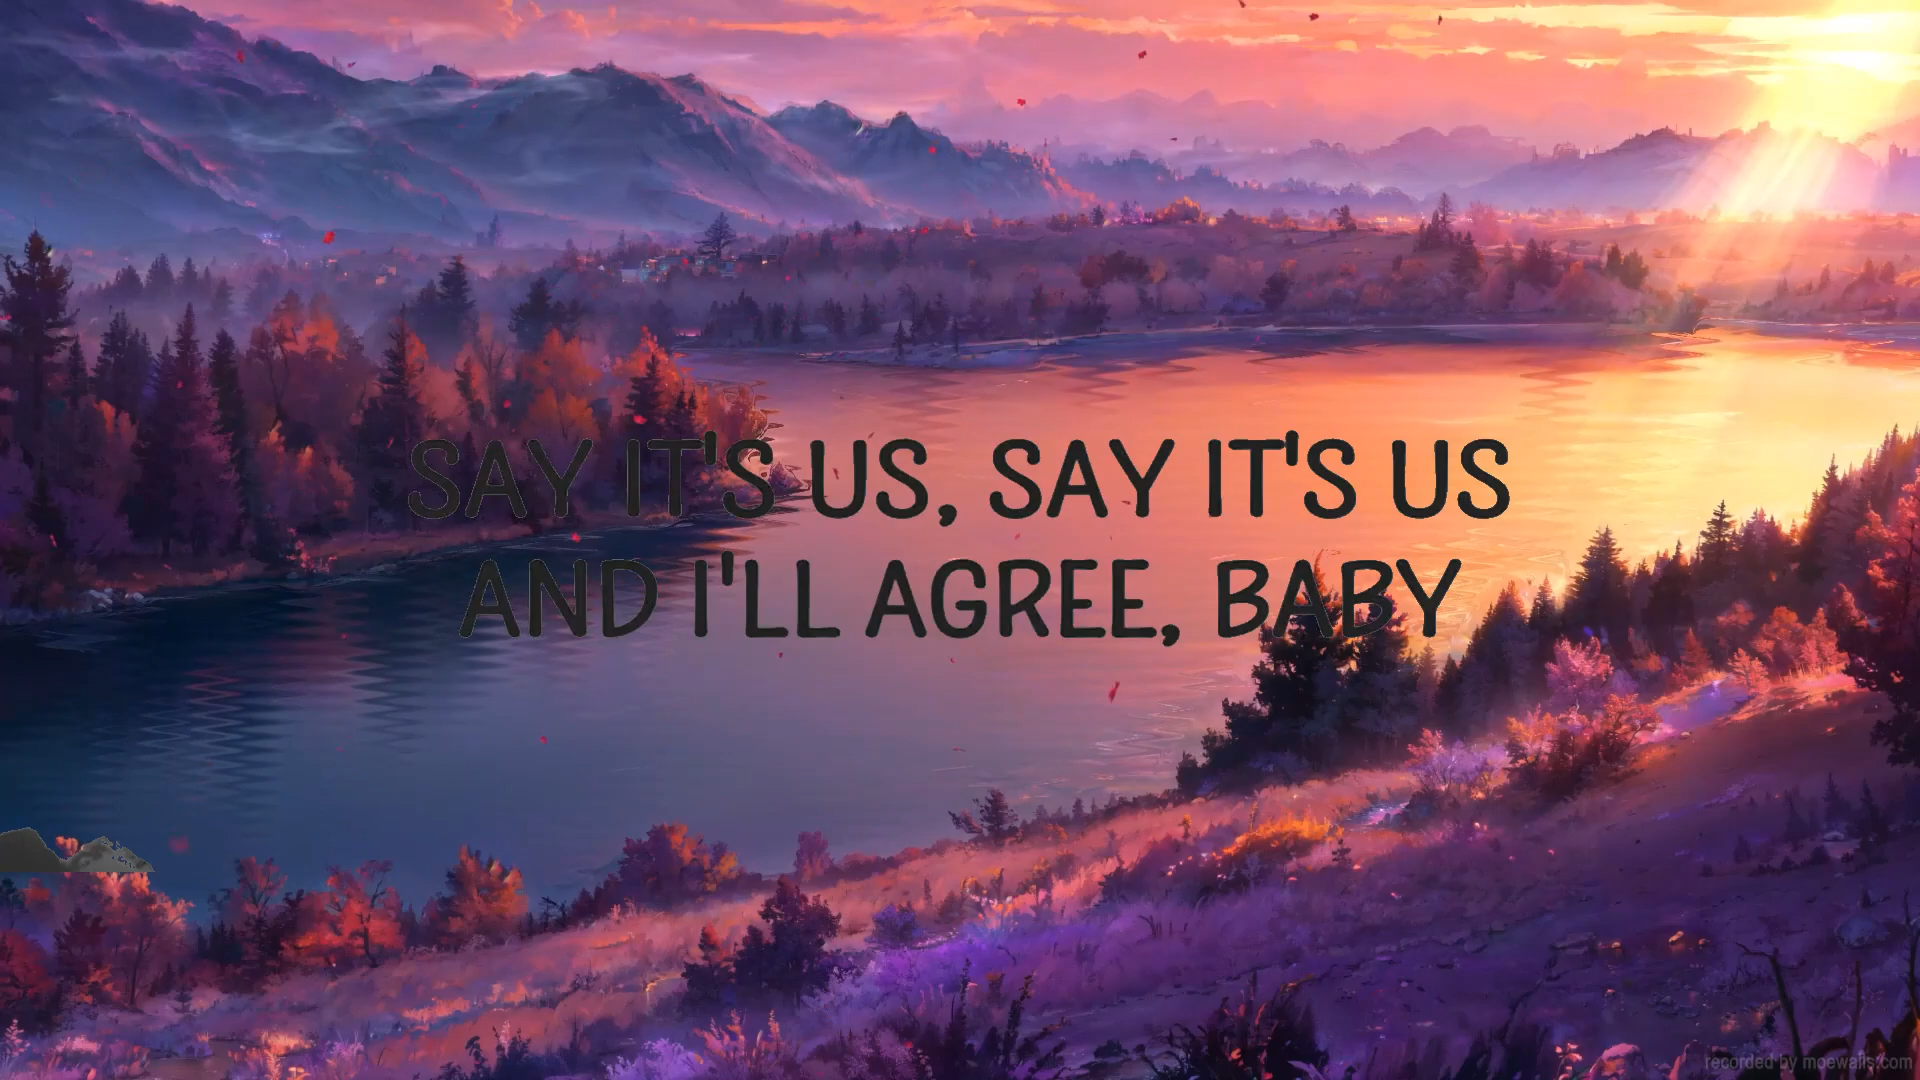 SAY IT'S US, SAY IT'S US
AND I'LL AGREE, BABY
recorded by moewalls.com